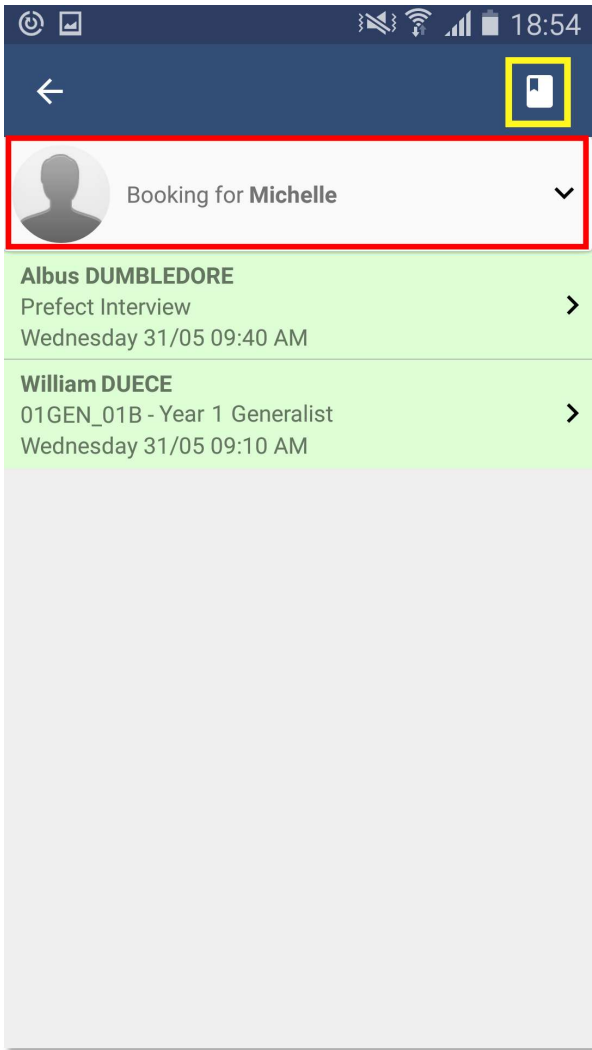 18:54
Booking for Michelle
Albus DUMBLEDORE
Prefect Interview
Wednesday 31/05 09:40 AM
William DUECE
01GEN_01B - Year 1 Generalist
Wednesday 31/05 09:10 AM